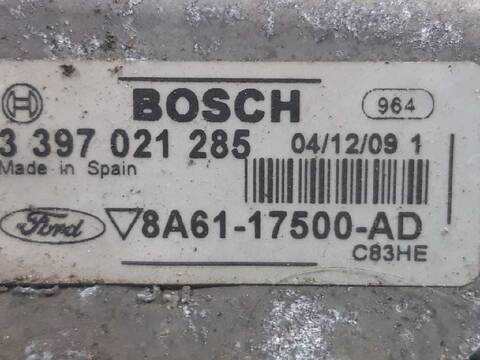 BOSCH 964
3 397 021 285 04/12/09 1
Made in Spain
Ford 8A61-17500-AD
C83HE